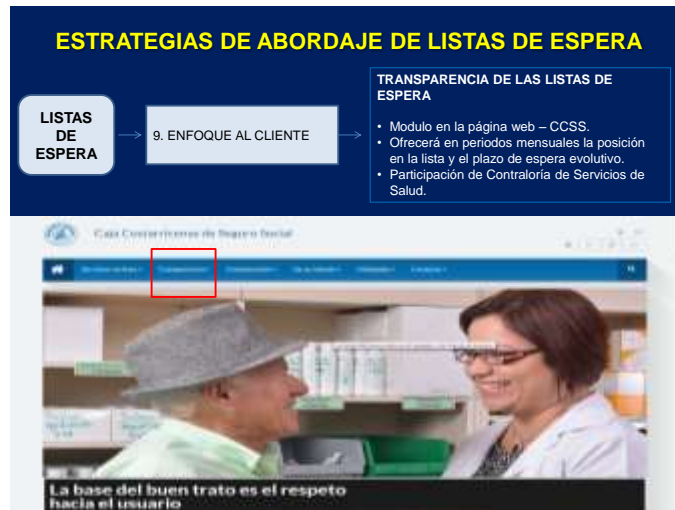 ESTRATEGIAS DE ABORDAJE DE LISTAS DE ESPERA
LISTAS
DE
ESPERA
9. ENFOQUE AL CLIENTE
TRANSPARENCIA DE LAS LISTAS DE
ESPERA
• Modulo en la página web – CCSS.
• Ofrecerá en periodos mensuales la posición
en la lista y el plazo de espera evolutivo.
• Participación de Contraloría de Servicios de
Salud.
Caja Costarricense de Seguro Social
La base del buen trato es el respeto
hacia el usuario